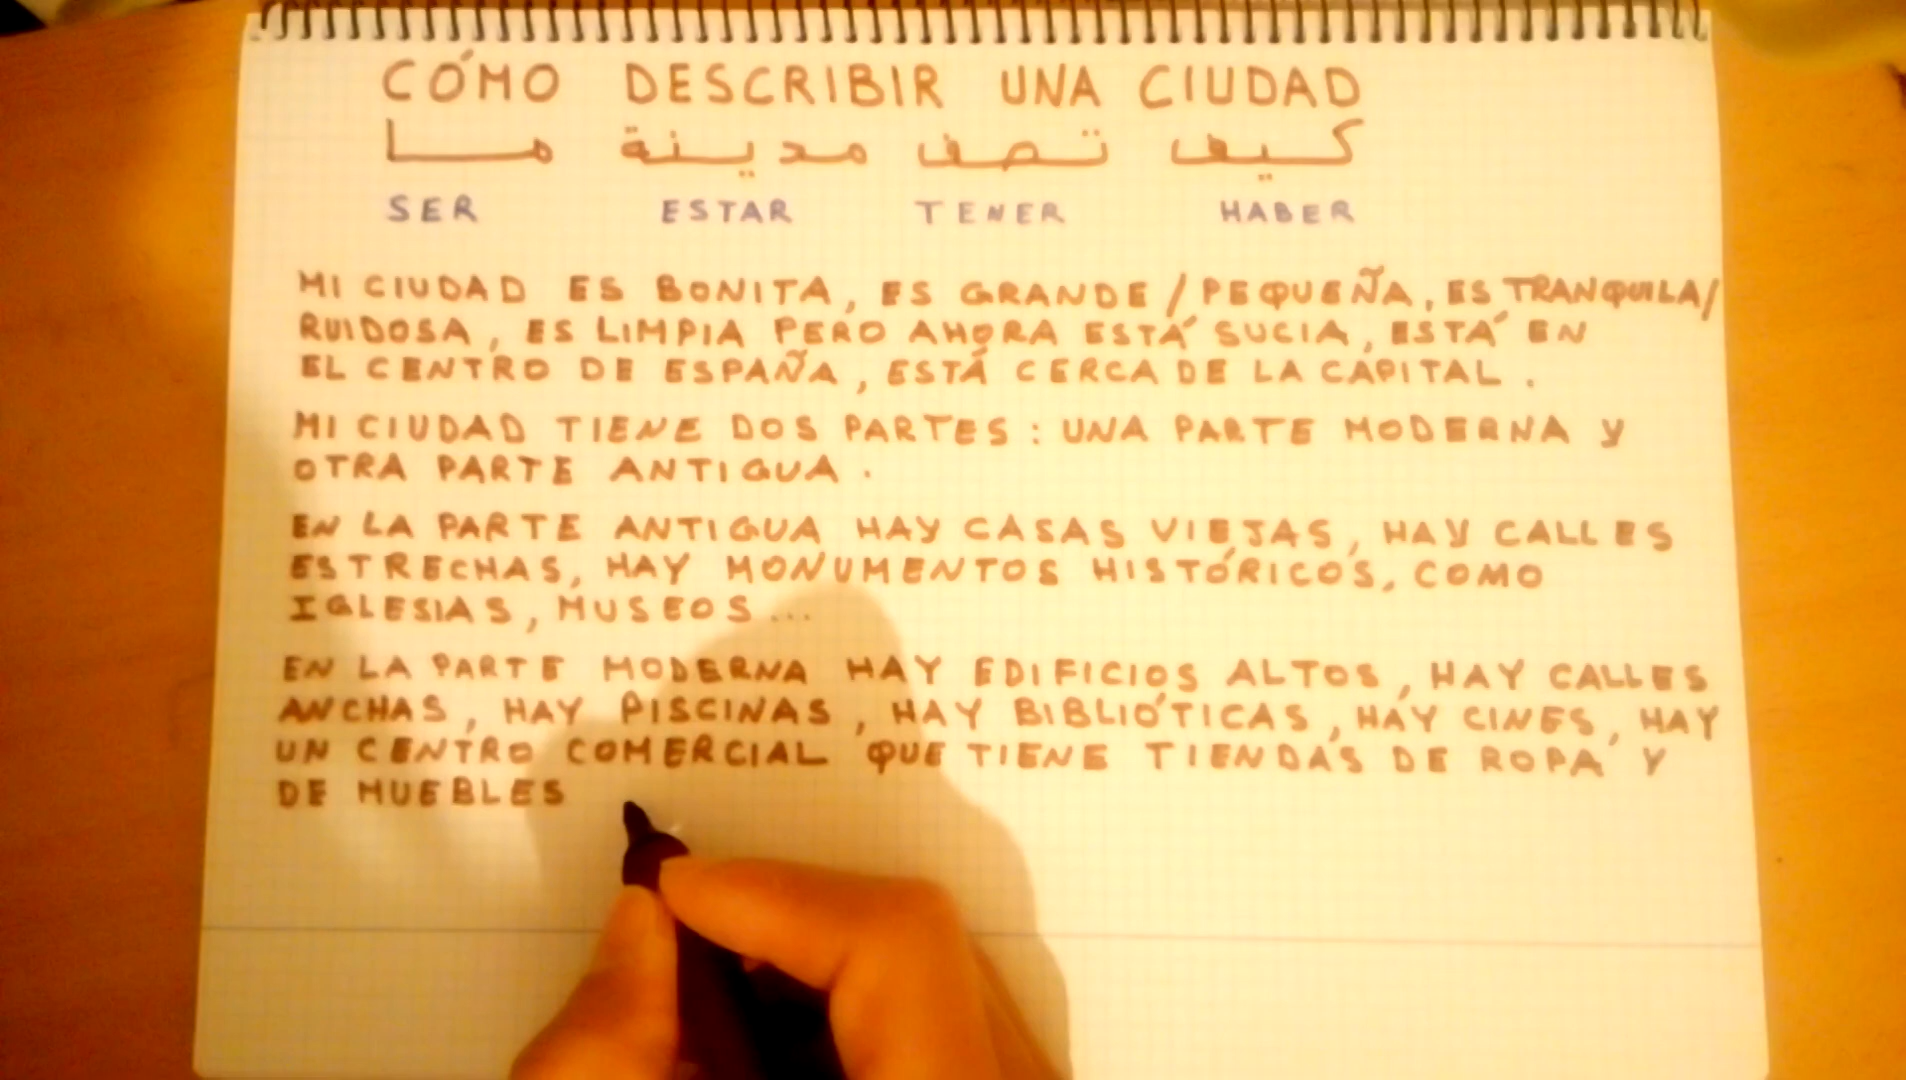 CÓMO DESCRIBIR UNA CIUDAD
كيف تصف مدينة ما
SER ESTAR TENER HABER
MI CIUDAD ES BONITA, ES GRANDE/PEQUEÑA, ES TRANQUILA/
RUIDOSA, ES LIMPIA PERO AHORA ESTÁ SUCIA, ESTÁ EN
EL CENTRO DE ESPAÑA, ESTÁ CERCA DE LA CAPITAL.
MI CIUDAD TIENE DOS PARTES: UNA PARTE MODERNA Y
OTRA PARTE ANTIGUA.
EN LA PARTE ANTIGUA HAY CASAS VIEJAS, HAY CALLES
ESTRECHAS, HAY MONUMENTOS HISTÓRICOS, COMO
IGLESIAS, MUSEOS...
EN LA PARTE MODERNA HAY EDIFICIOS ALTOS, HAY CALLES
ANCHAS, HAY PISCINAS, HAY BIBLIÓTICAS, HAY CINES, HAY
UN CENTRO COMERCIAL QUE TIENE TIENDAS DE ROPA Y
DE MUEBLES